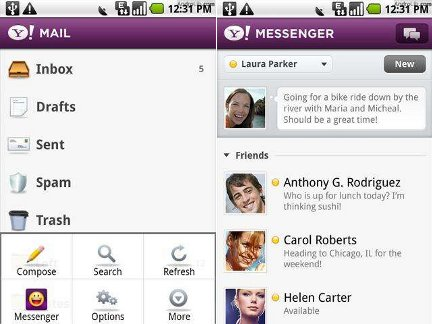 12:31 PM
Y! MAIL
Inbox 5
Drafts
Sent
Spam
Trash
Compose Search Refresh
Messenger Options More
12:31 PM
Y! MESSENGER
Laura Parker New
Going for a bike ride down by the
river with Maria and Micheal.
Should be a great time!
Friends
Anthony G. Rodriguez
Who is up for lunch today? I'm
thinking sushi!
Carol Roberts
Heading to Chicago, IL for the
weekend!
Helen Carter
Available